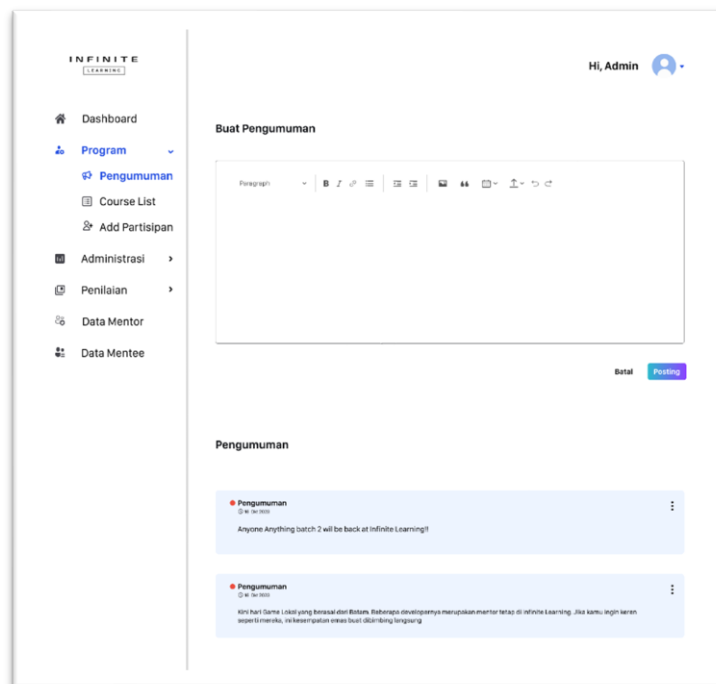 INFINITE
LEARNING
Hi, Admin
Dashboard
Program
Pengumuman
Course List
Add Partisipan
Administrasi
Penilaian
Data Mentor
Data Mentee
Buat Pengumuman
Paragraph
B I
Batal
Posting
Pengumuman
Pengumuman
Anyone Anything batch 2 wil be back at Infinite Learning!!
Pengumuman
Kini hari Game Lokal yang berasal dari Batam. Beberapa developernya merupakan mentor tetap di Infinite Learning. Jika kamu ingin keren
seperti mereka, ini kesempatan emas buat dibimbing langsung